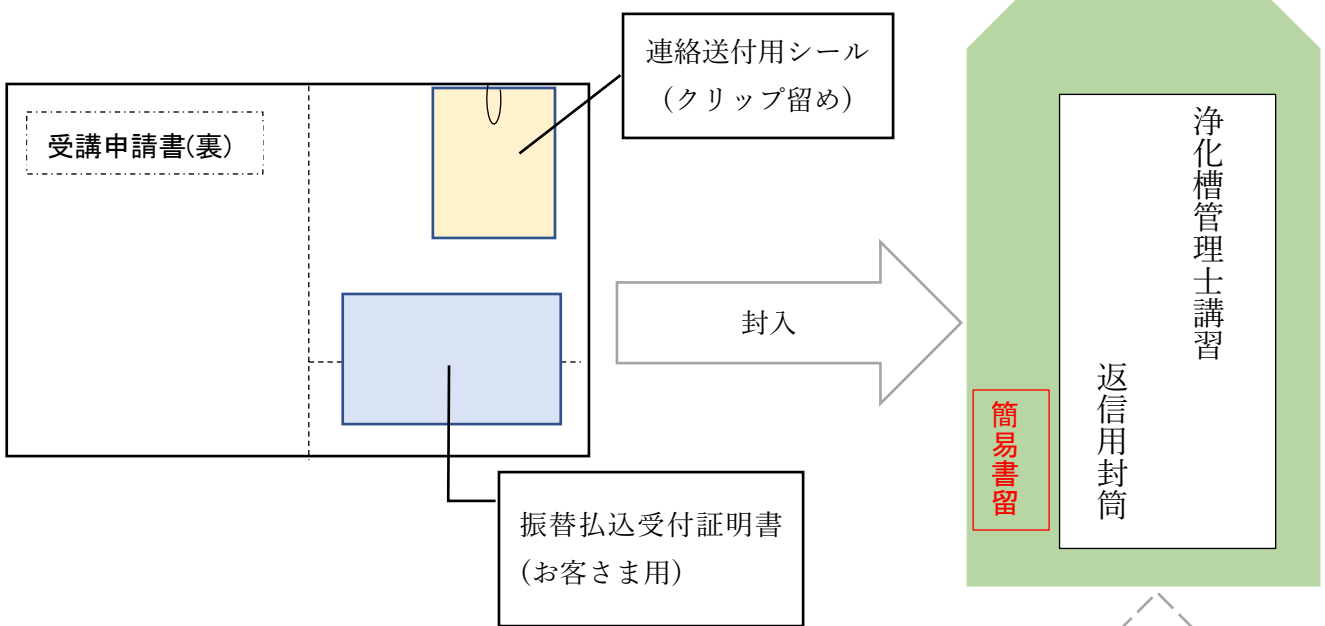 受講申請書(裏)
連絡送付用シール
(クリップ留め)
振替払込受付証明書
(お客さま用)
封入
浄化槽管理士講習
返信用封筒
簡易書留